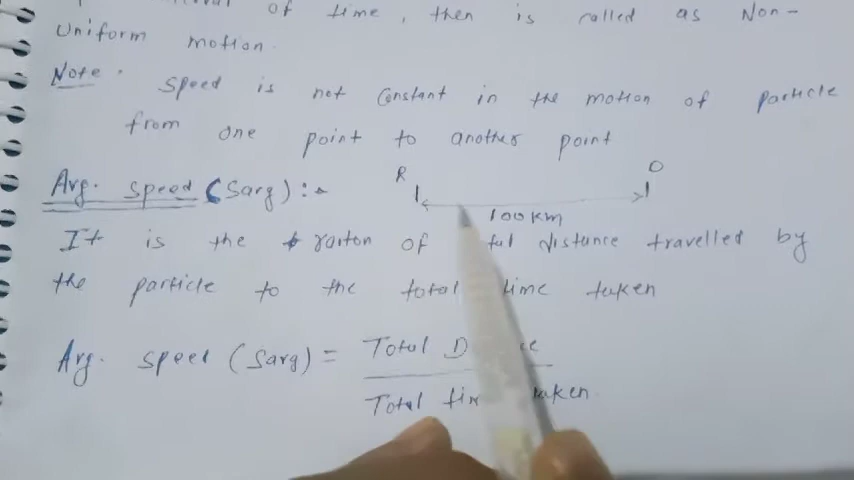 of time, then is called as Non-
Uniform motion.
Note. Speed is not Constant in the motion of Particle
from one point to another point
Avg. speed (Savg) :-
R
D
100 km
It is the raiton of distance travelled by
the particle to the total time taken
Avg. speed (Savg) = Total
Total taken